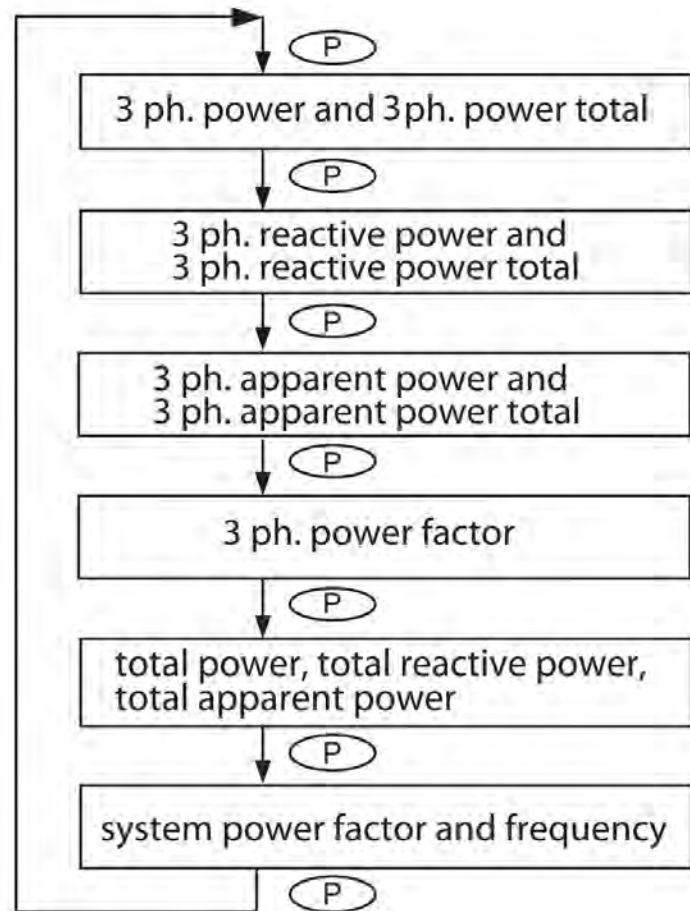 P
3 ph. power and 3 ph. power total
P
3 ph. reactive power and
3 ph. reactive power total
P
3 ph. apparent power and
3 ph. apparent power total
P
3 ph. power factor
P
total power, total reactive power,
total apparent power
P
system power factor and frequency
P